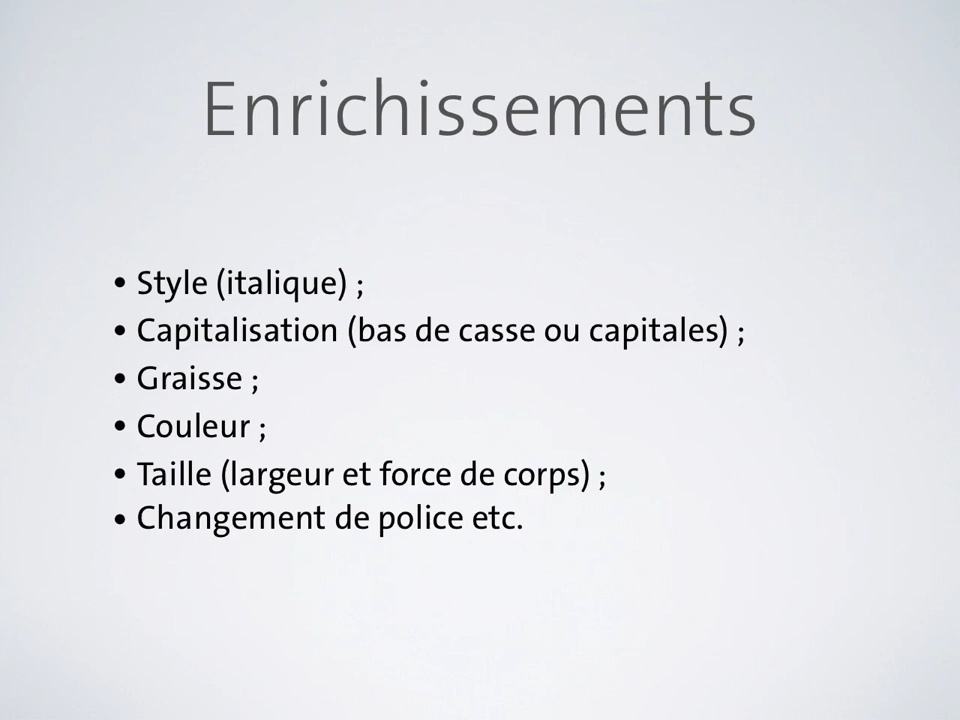 Enrichissements
• Style (italique) ;
• Capitalisation (bas de casse ou capitales) ;
• Graisse ;
• Couleur ;
• Taille (largeur et force de corps) ;
• Changement de police etc.